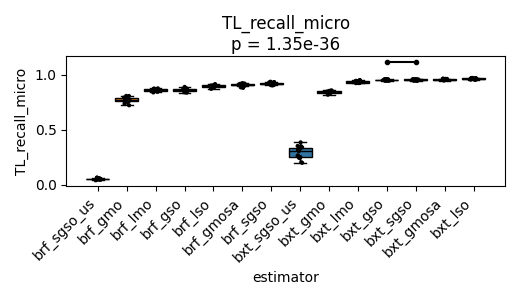 TL_recall_micro
p = 1.35e-36
TL_recall_micro
1.0
0.5
0.0
brf_sgso_us
brf_gmo
brf_lmo
brf_gso
brf_lso
brf_gmosa
brf_sgso
bxt_sgso_us
bxt_gmo
bxt_lmo
bxt_gso
bxt_sgso
bxt_gmosa
bxt_lso
estimator